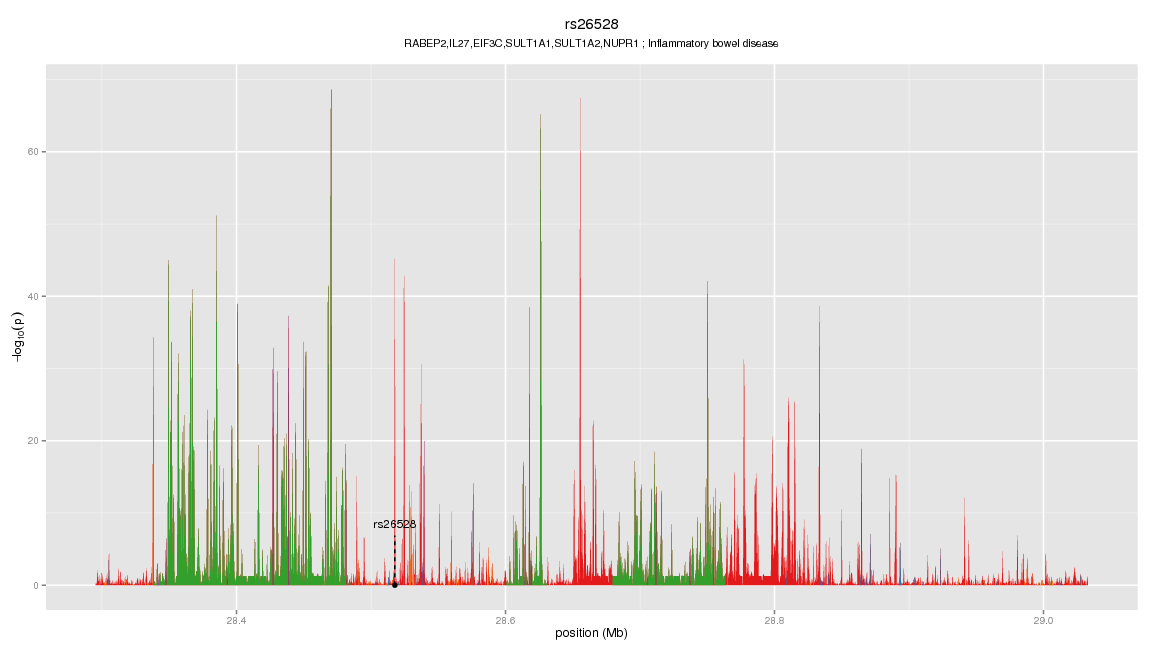 rs26528
RABEP2,IL27,EIF3C,SULT1A1,SULT1A2,NUPR1 ; Inflammatory bowel disease
60
40
20
0
−log10(p)
rs26528
28.4 28.6 28.8 29.0
position (Mb)